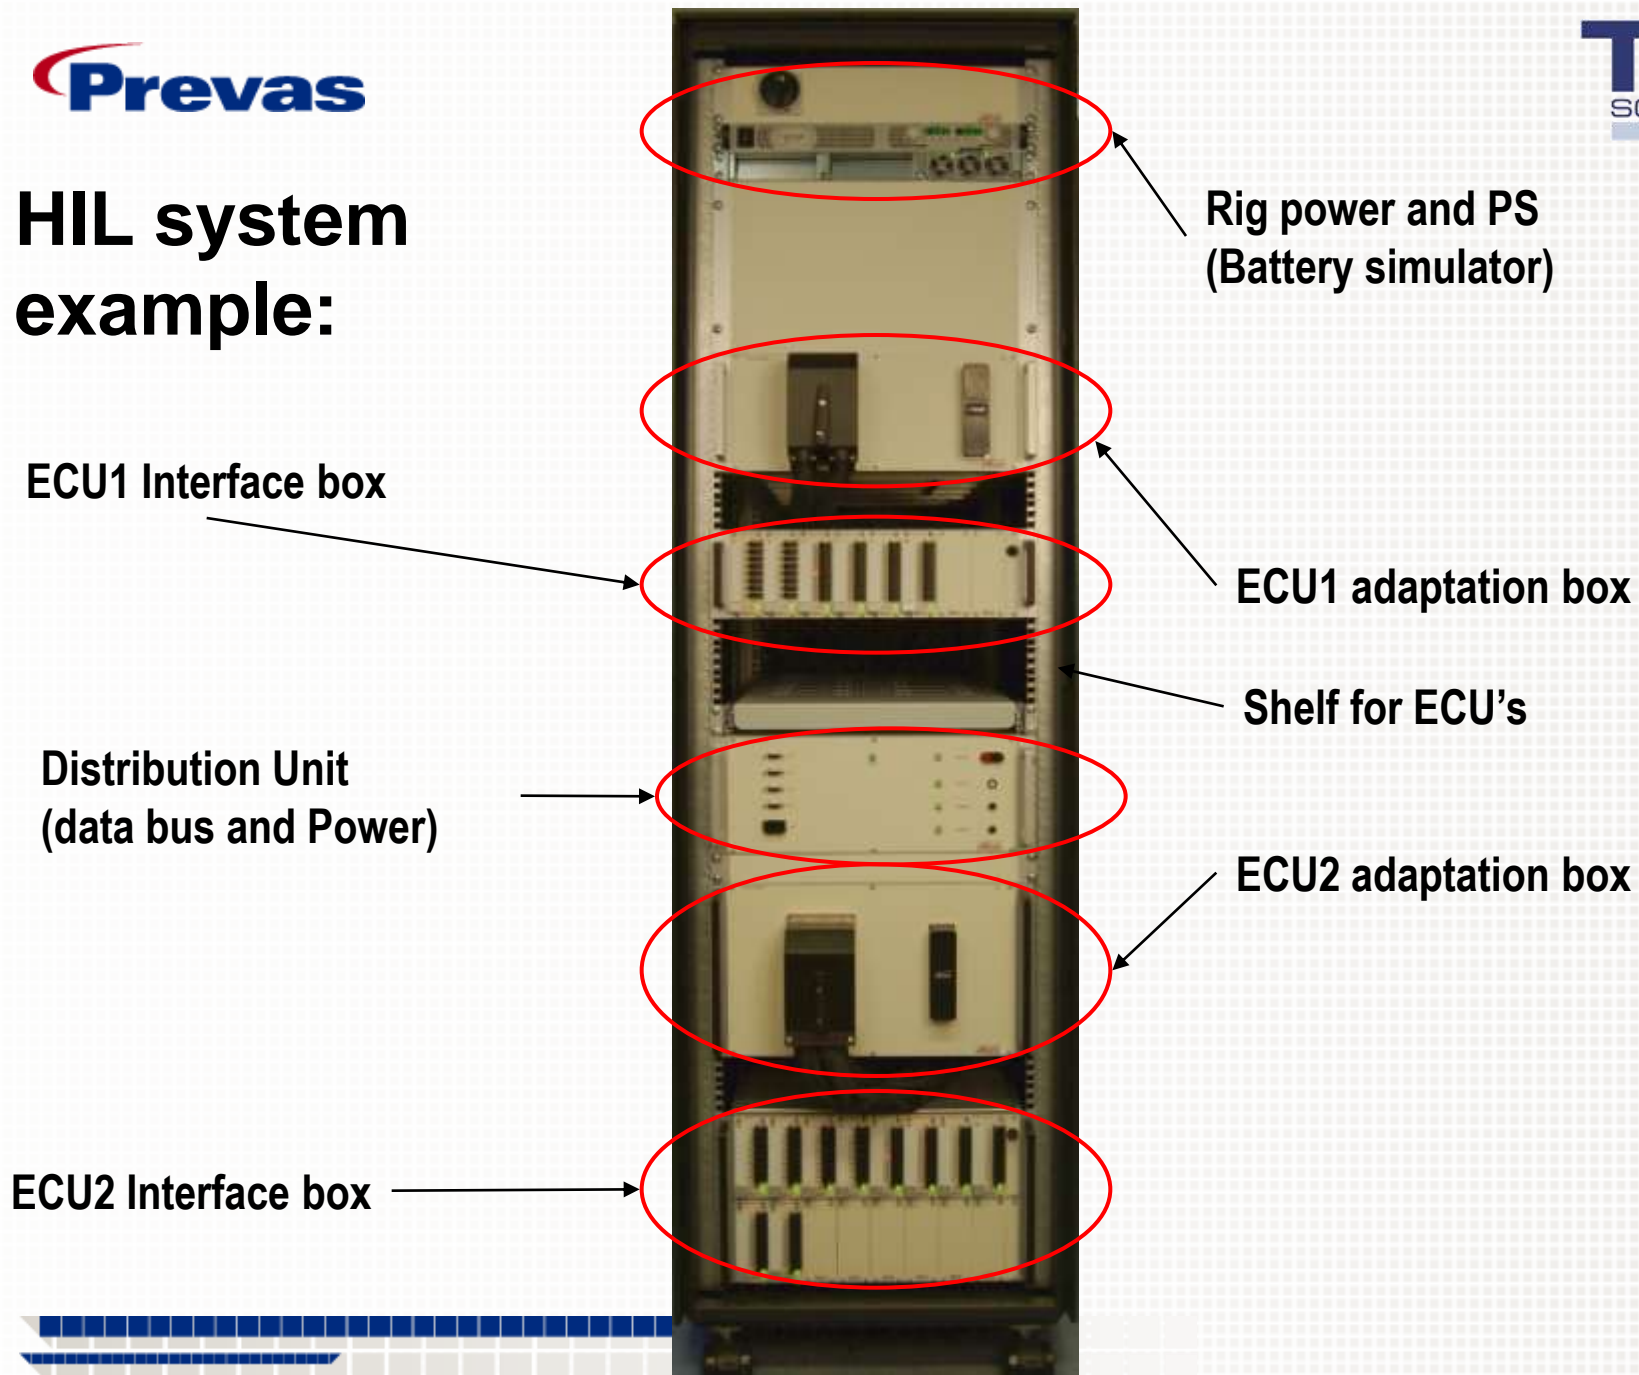 Prevas
HIL system
example:
Rig power and PS
(Battery simulator)
ECU1 Interface box
ECU1 adaptation box
Shelf for ECU’s
Distribution Unit
(data bus and Power)
ECU2 adaptation box
ECU2 Interface box